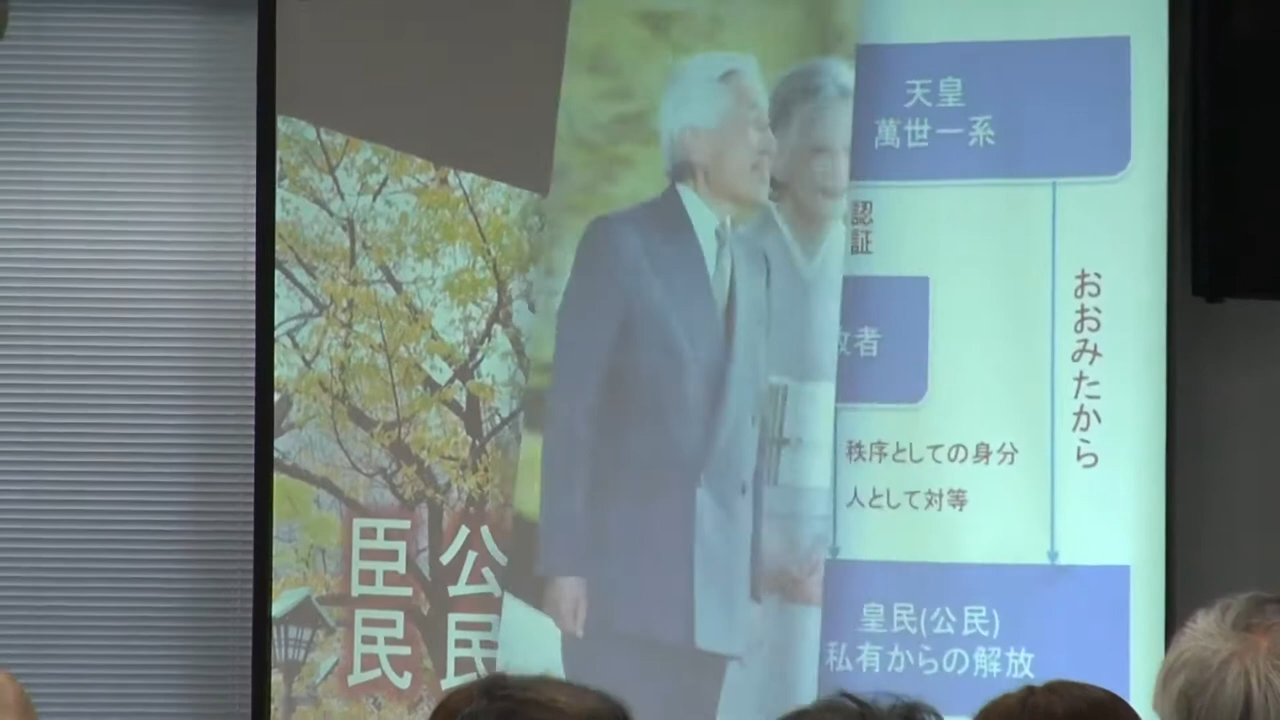 天皇
萬世一系
認証
者
おおみたから
秩序としての身分
人として対等
公民
臣民
皇民(公民)
私有からの解放